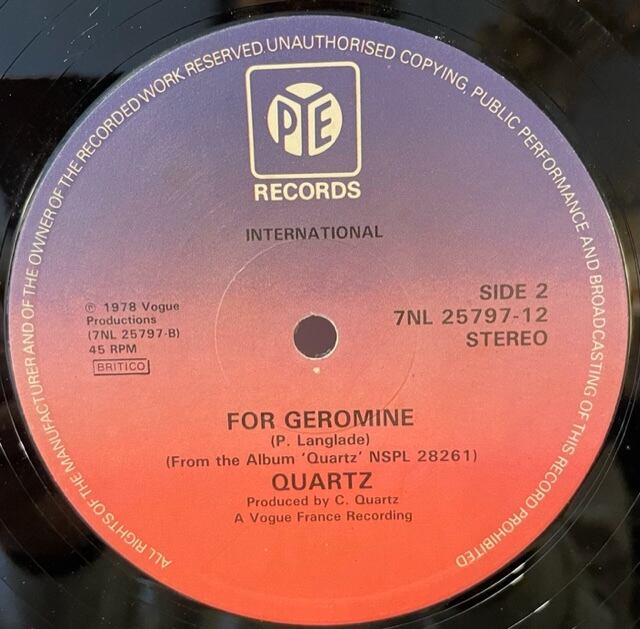 ALL RIGHTS OF THE MANUFACTURER AND OF THE OWNER OF THE RECORDED WORK RESERVED. UNAUTHORISED COPYING, PUBLIC PERFORMANCE AND BROADCASTING OF THIS RECORD PROHIBITED
PYE
RECORDS
INTERNATIONAL
℗ 1978 Vogue
Productions
(7NL 25797-B)
45 RPM
BRITICO
SIDE 2
7NL 25797-12
STEREO
FOR GEROMINE
(P. Langlade)
(From the Album 'Quartz' NSPL 28261)
QUARTZ
Produced by C. Quartz
A Vogue France Recording